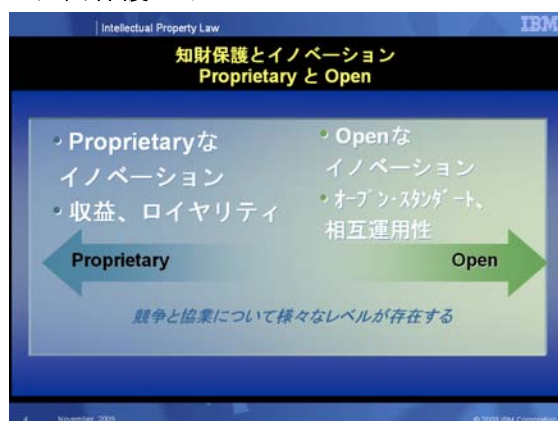 Intellectual Property Law
IBM
知財保護とイノベーション
Proprietary と Open
• Proprietaryな
イノベーション
• 収益、ロイヤリティ
• Openな
イノベーション
• ｵｰﾌﾟﾝ・ｽﾀﾝﾀﾞｰﾄ、
相互運用性
Proprietary
Open
競争と協業について様々なレベルが存在する
4
November, 2009
© 2009 IBM Corporation